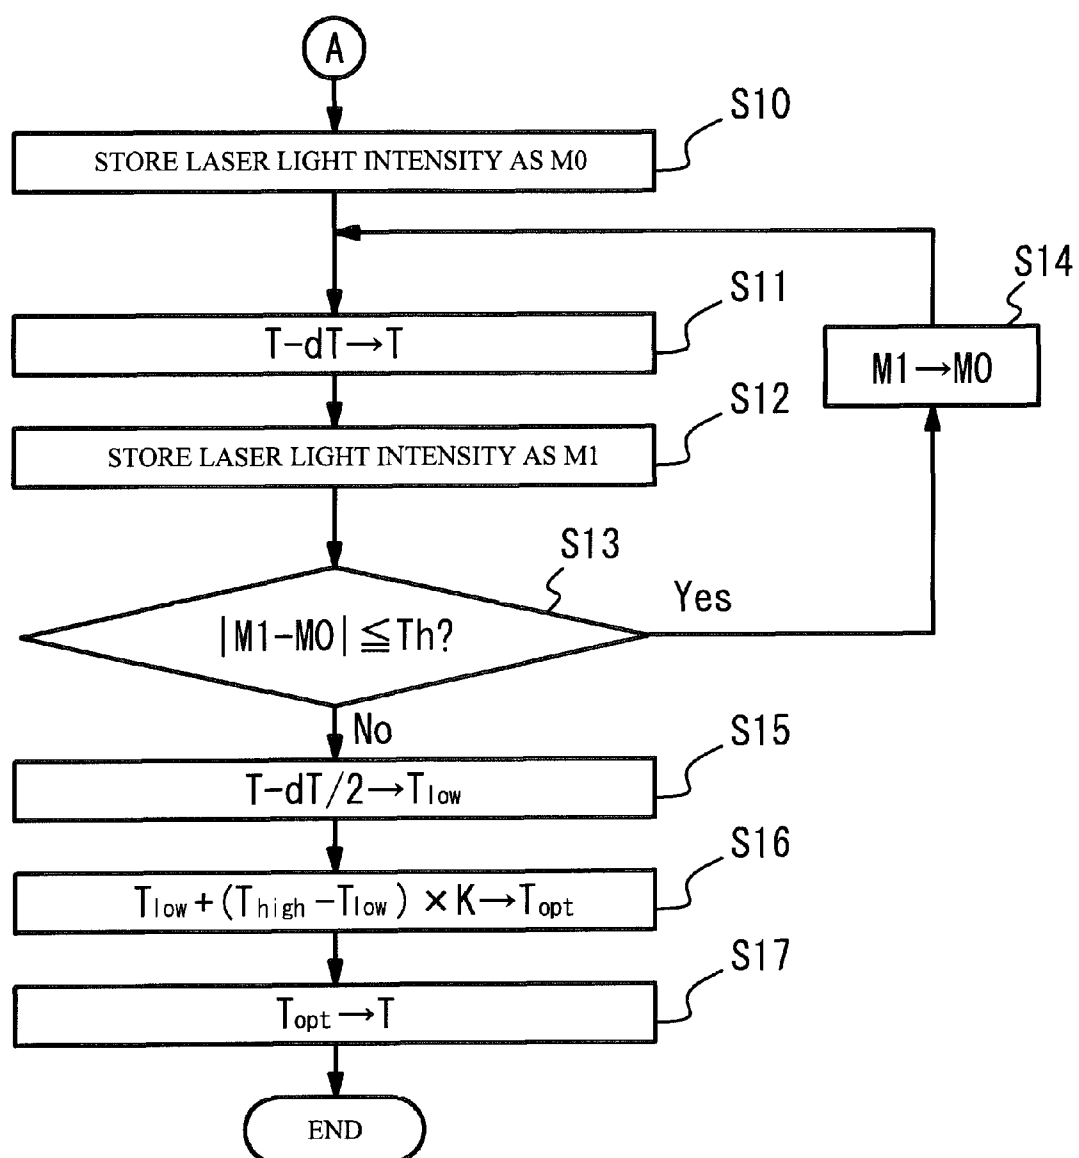 A
S10
STORE LASER LIGHT INTENSITY AS M0
S14
S11
T-dT→T
M1→M0
S12
STORE LASER LIGHT INTENSITY AS M1
S13
Yes
|M1-M0|≦Th?
No
S15
T-dT/2→Tlow
S16
Tlow+(Thigh-Tlow)×K→Topt
S17
Topt→T
END